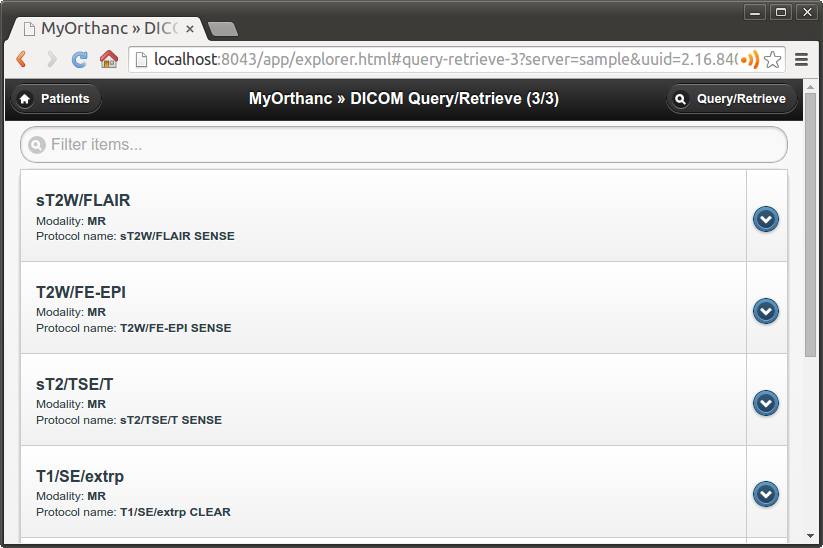 MyOrthanc » DIC
localhost:8043/app/explorer.html#query-retrieve-3?server=sample&uuid=2.16.840
Patients
MyOrthanc » DICOM Query/Retrieve (3/3)
Query/Retrieve
Filter items...
sT2W/FLAIR
Modality: MR
Protocol name: sT2W/FLAIR SENSE
T2W/FE-EPI
Modality: MR
Protocol name: T2W/FE-EPI SENSE
sT2/TSE/T
Modality: MR
Protocol name: sT2/TSE/T SENSE
T1/SE/extrp
Modality: MR
Protocol name: T1/SE/extrp CLEAR